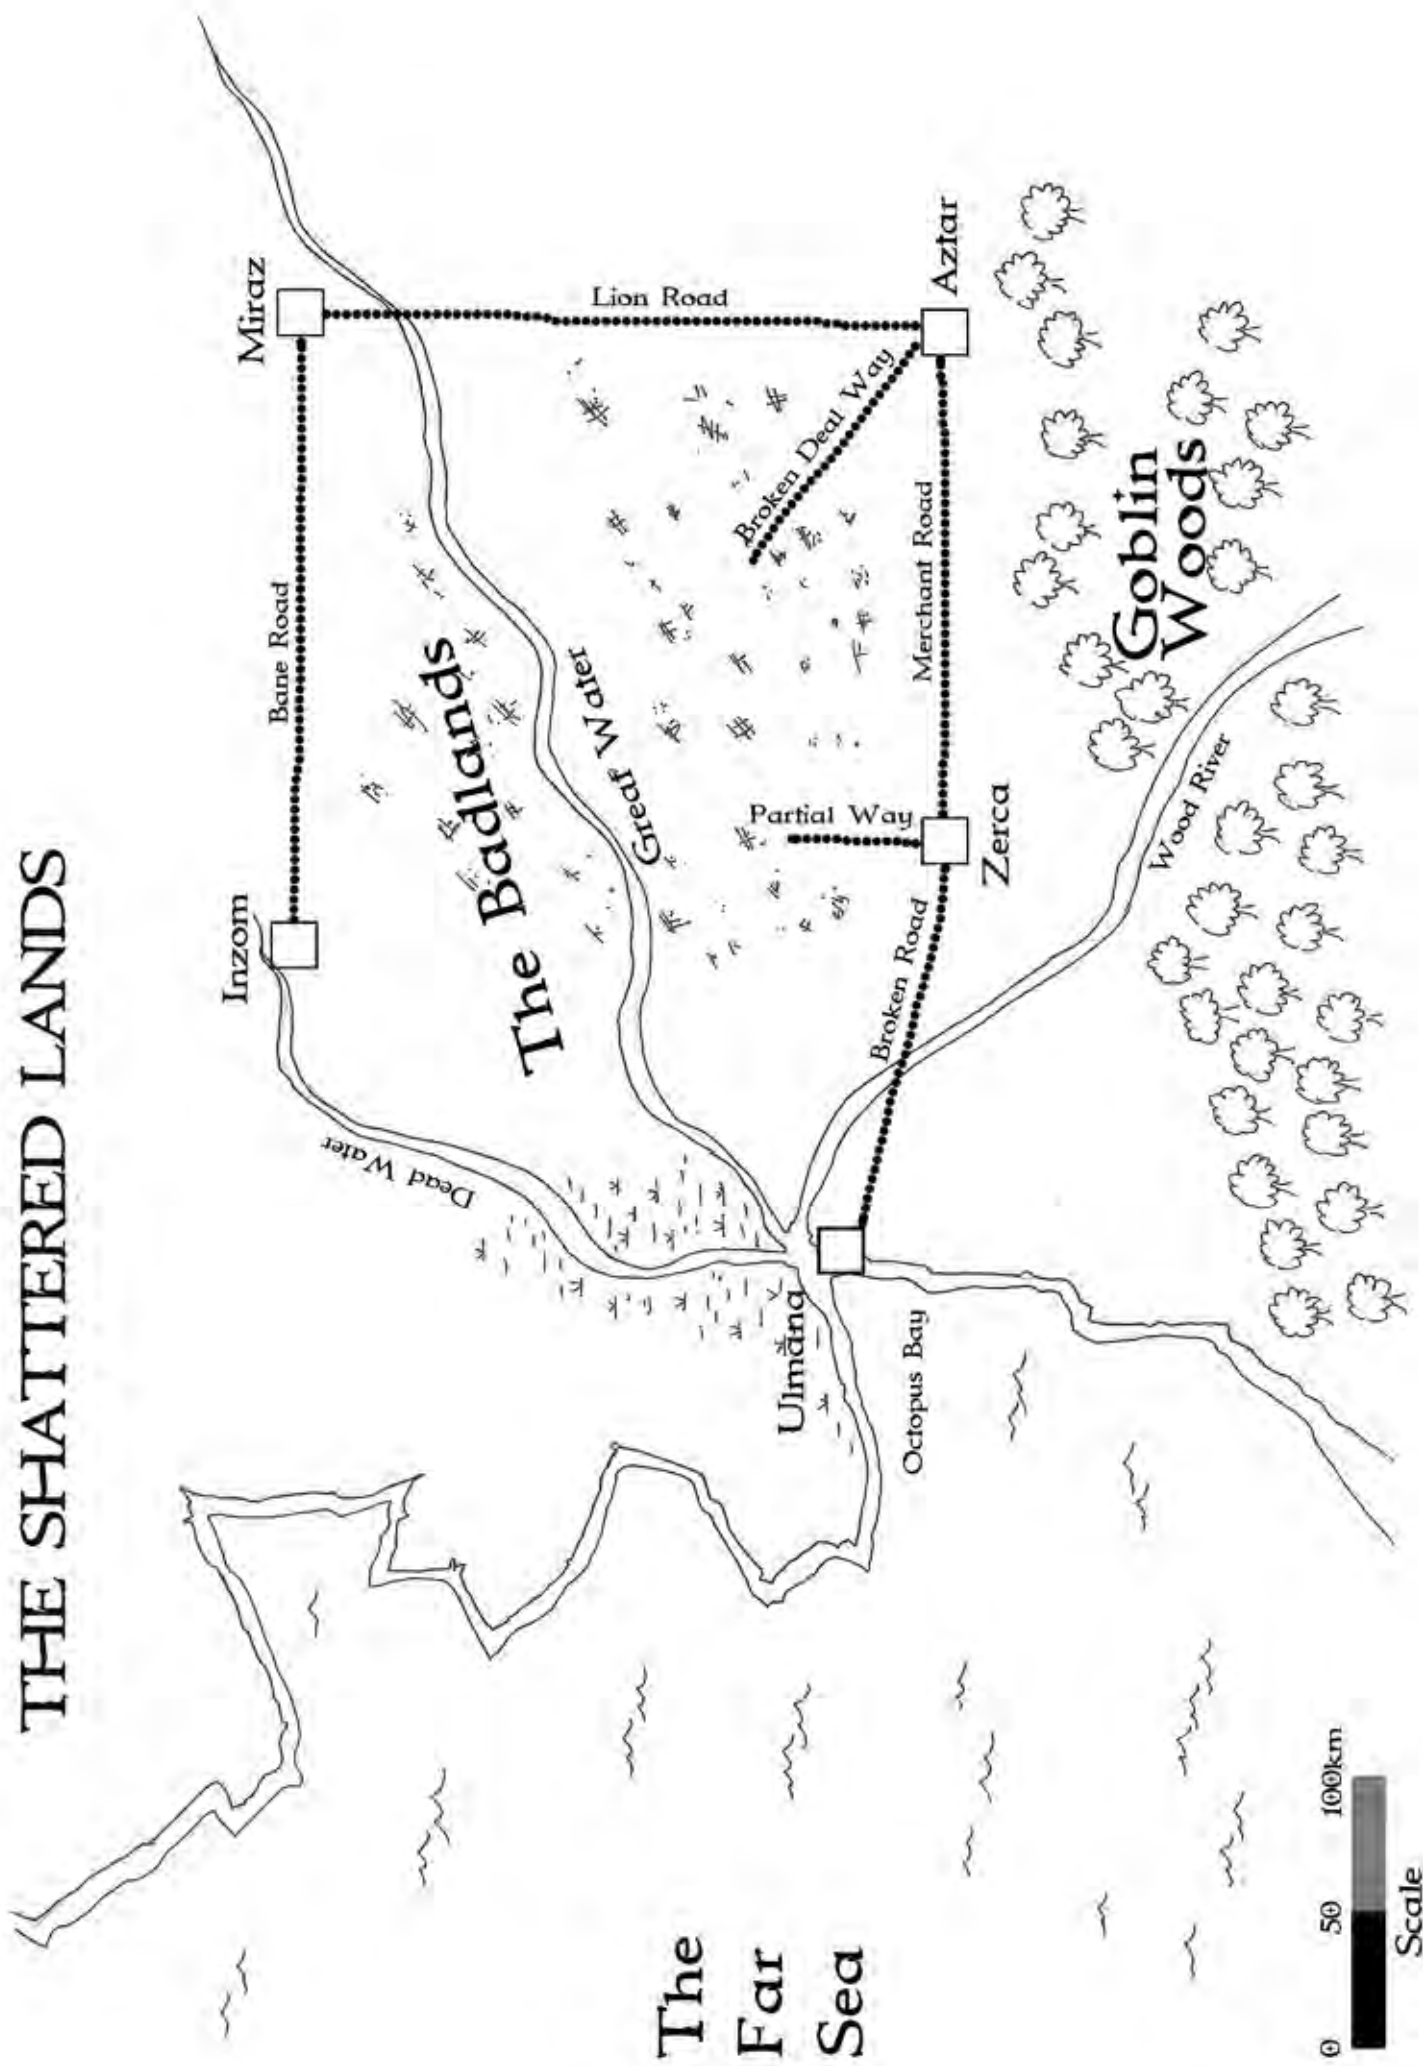 THE SHATTERED LANDS
Inzom
Bane Road
Miraz
Dead Water
The Badlands
Great Water
Lion Road
Broken Deal Way
Partial Way
Merchant Road
Aztar
Zerca
Broken Road
Ulmana
Octopus Bay
Wood River
Goblin
Woods
The
Far
Sea
0 50 100km
Scale